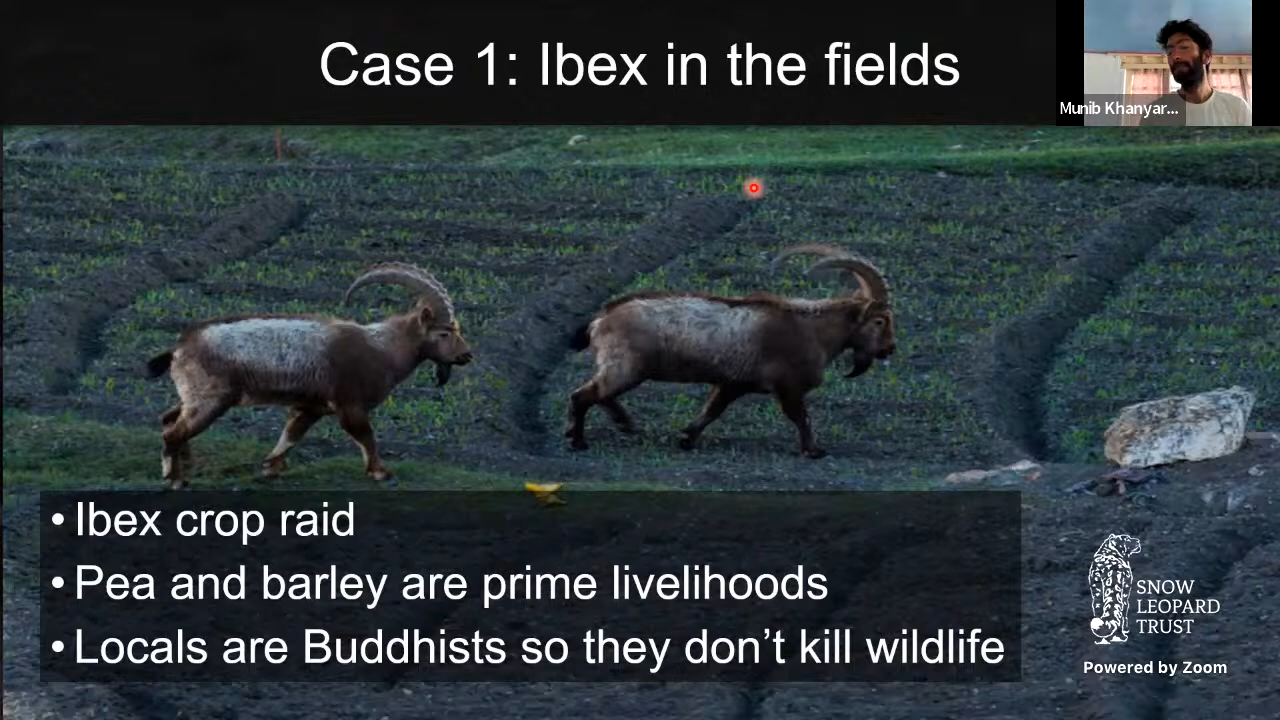 Case 1: Ibex in the fields
Munib Khanyar...
• Ibex crop raid
• Pea and barley are prime livelihoods
• Locals are Buddhists so they don’t kill wildlife
SNOW
LEOPARD
TRUST
Powered by Zoom